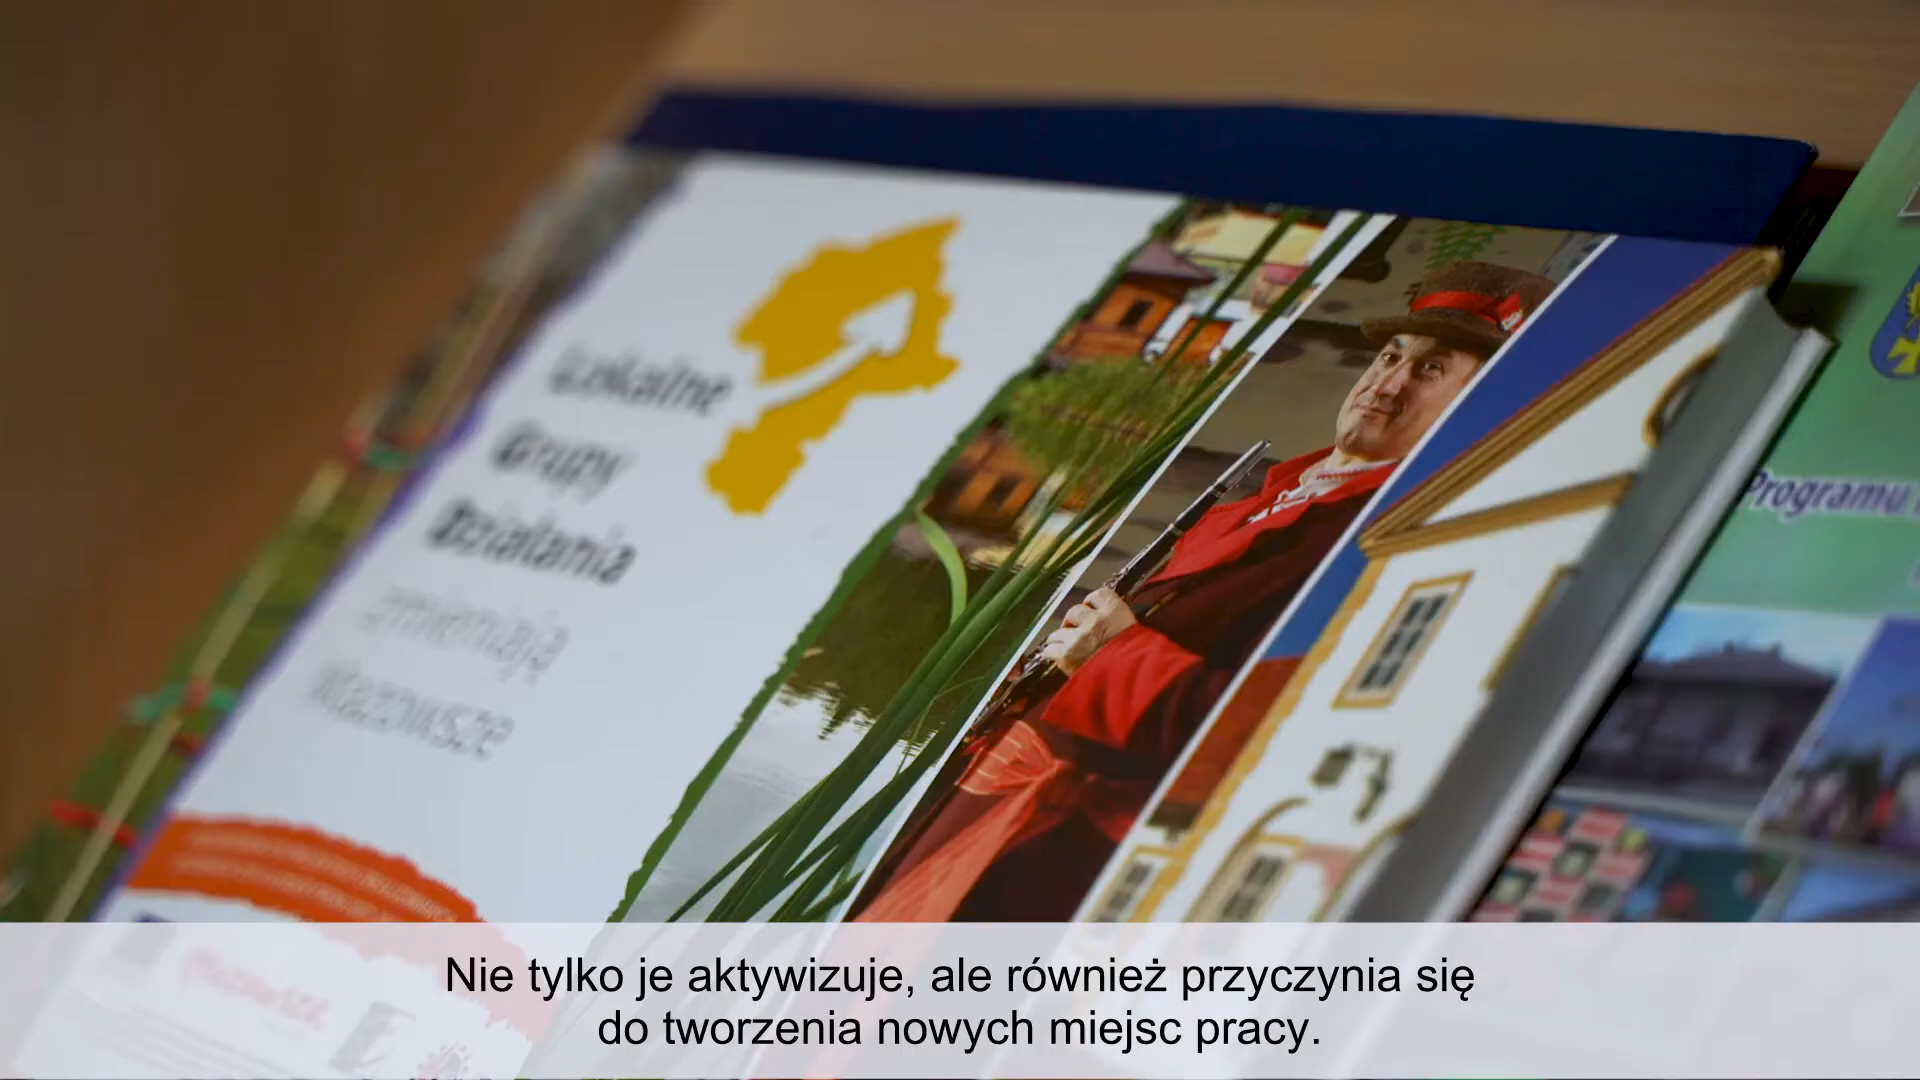 Lokalne
Grupy
Działania
zmieniają
Mazowsze
Programu
Nie tylko je aktywizuje, ale również przyczynia się
do tworzenia nowych miejsc pracy.